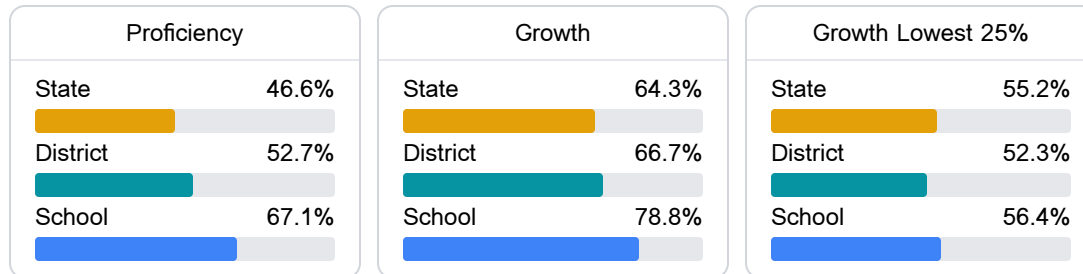 Proficiency
State 46.6%
District 52.7%
School 67.1%
Growth
State 64.3%
District 66.7%
School 78.8%
Growth Lowest 25%
State 55.2%
District 52.3%
School 56.4%